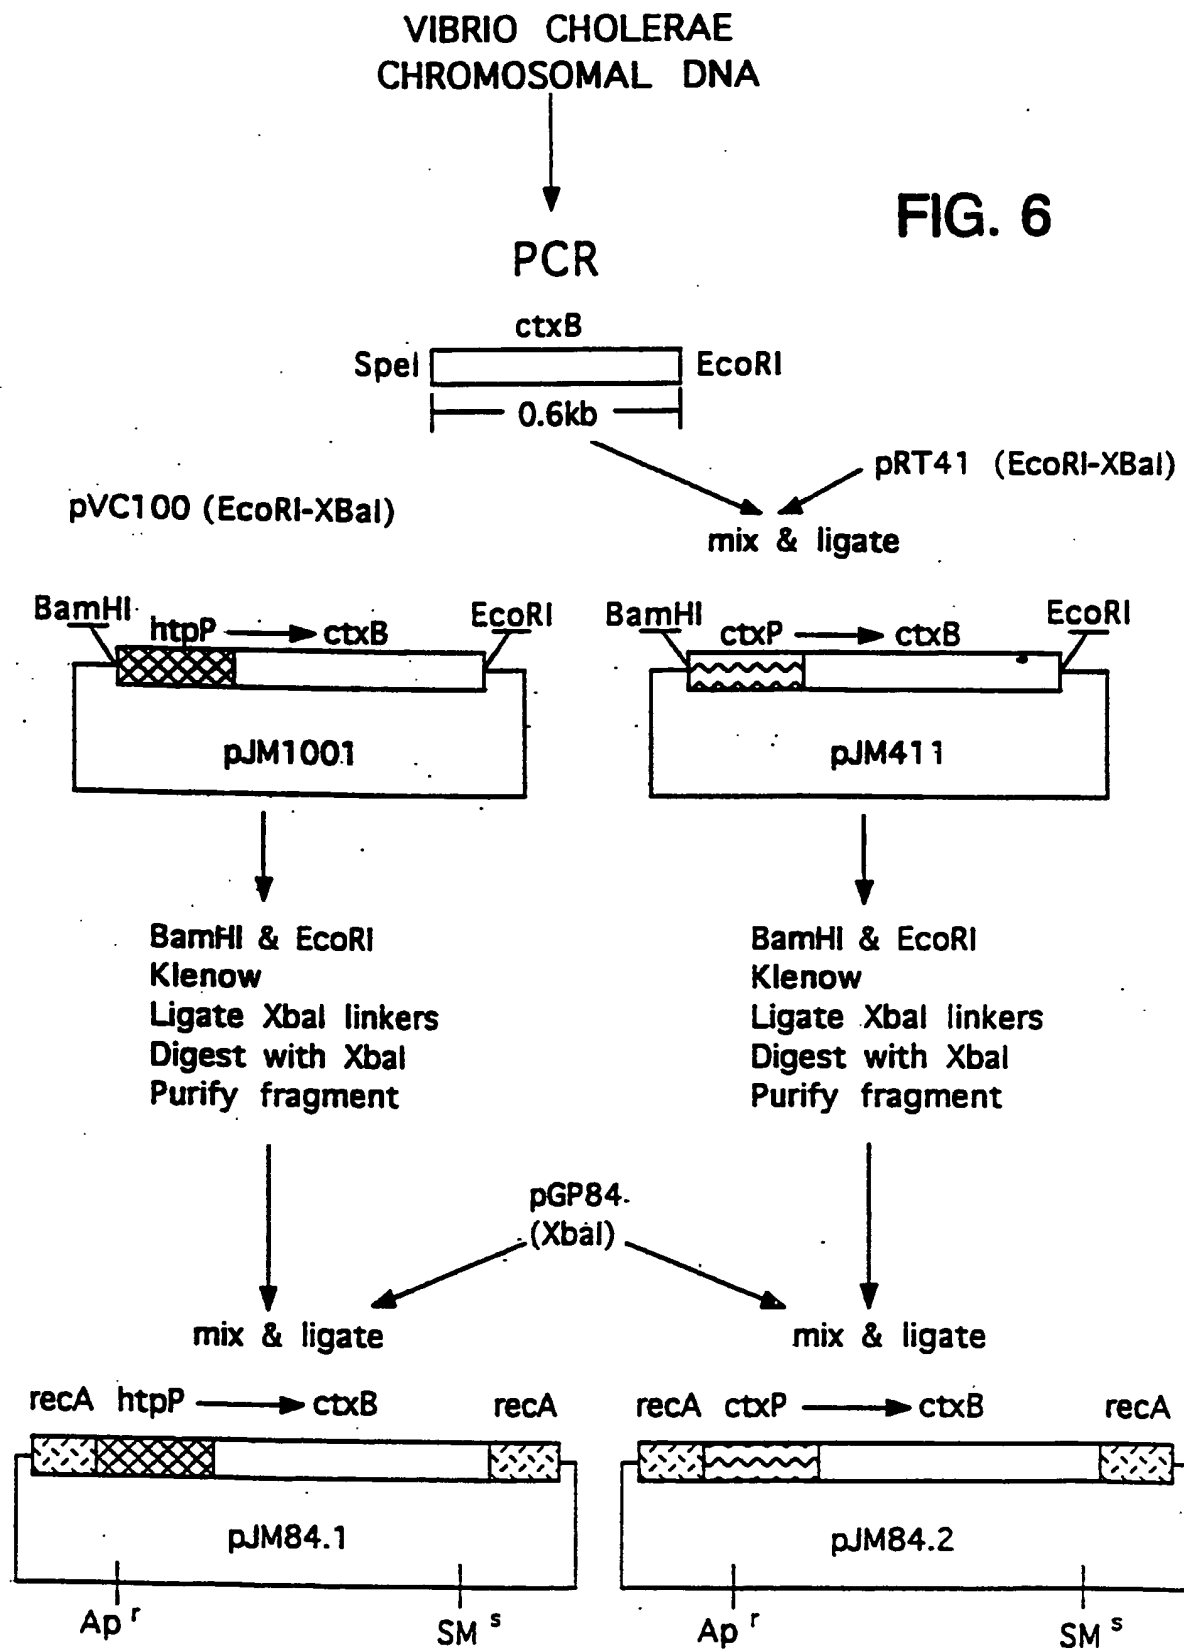 VIBRIO CHOLERAE
CHROMOSOMAL DNA
FIG. 6
PCR
ctxB
SpeI EcoRI
0.6kb
pRT41 (EcoRI-XBaI)
pVC100 (EcoRI-XBaI)
mix & ligate
BamHI htpP ctxB EcoRI
BamHI ctxP ctxB EcoRI
pJM1001 pJM411
BamHI & EcoRI
Klenow
Ligate XbaI linkers
Digest with XbaI
Purify fragment
BamHI & EcoRI
Klenow
Ligate XbaI linkers
Digest with XbaI
Purify fragment
pGP84
(XbaI)
mix & ligate mix & ligate
recA htpP ctxB recA
recA ctxP ctxB recA
pJM84.1 pJM84.2
Ap r SM s Ap r SM s